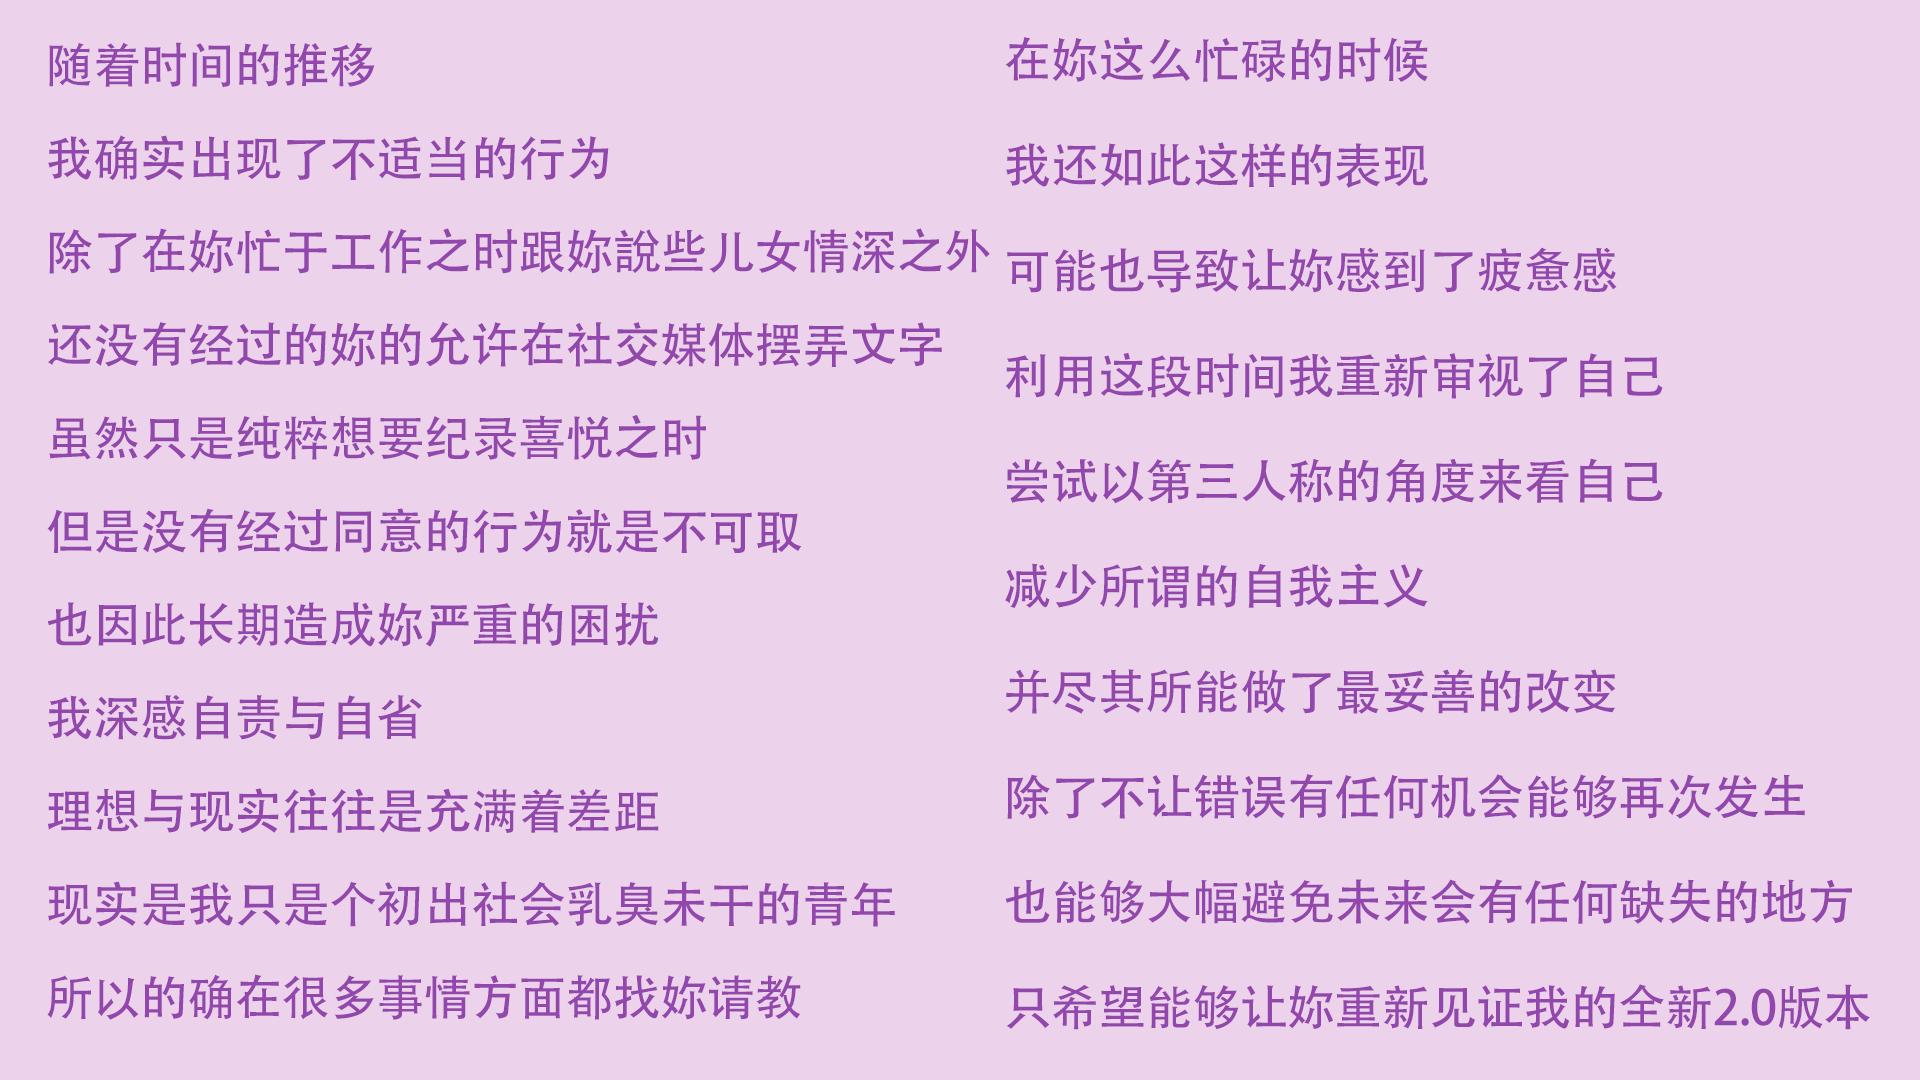 随着时间的推移
我确实出现了不适当的行为
除了在妳忙于工作之时跟妳說些儿女情深之外
还没有经过的妳的允许在社交媒体摆弄文字
虽然只是纯粹想要纪录喜悦之时
但是没有经过同意的行为就是不可取
也因此长期造成妳严重的困扰
我深感自责与自省
理想与现实往往是充满着差距
现实是我只是个初出社会乳臭未干的青年
所以的确在很多事情方面都找妳请教
在妳这么忙碌的时候
我还如此这样的表现
可能也导致让妳感到了疲惫感
利用这段时间我重新审视了自己
尝试以第三人称的角度来看自己
减少所谓的自我主义
并尽其所能做了最妥善的改变
除了不让错误有任何机会能够再次发生
也能够大幅避免未来会有任何缺失的地方
只希望能够让妳重新见证我的全新2.0版本